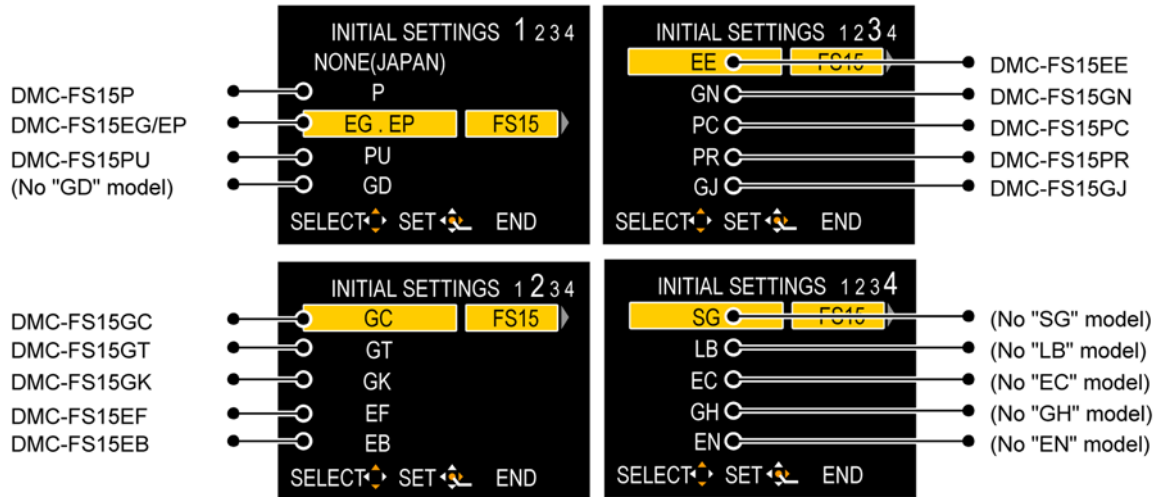 INITIAL SETTINGS 1 2 3 4
NONE(JAPAN)
DMC-FS15P P
DMC-FS15EG/EP EG . EP FS15
DMC-FS15PU PU
(No "GD" model) GD
SELECT SET END
INITIAL SETTINGS 1 2 3 4
EE FS15 DMC-FS15EE
GN DMC-FS15GN
PC DMC-FS15PC
PR DMC-FS15PR
GJ DMC-FS15GJ
SELECT SET END
INITIAL SETTINGS 1 2 3 4
DMC-FS15GC GC FS15
DMC-FS15GT GT
DMC-FS15GK GK
DMC-FS15EF EF
DMC-FS15EB EB
SELECT SET END
INITIAL SETTINGS 1 2 3 4
SG FS15 (No "SG" model)
LB (No "LB" model)
EC (No "EC" model)
GH (No "GH" model)
EN (No "EN" model)
SELECT SET END